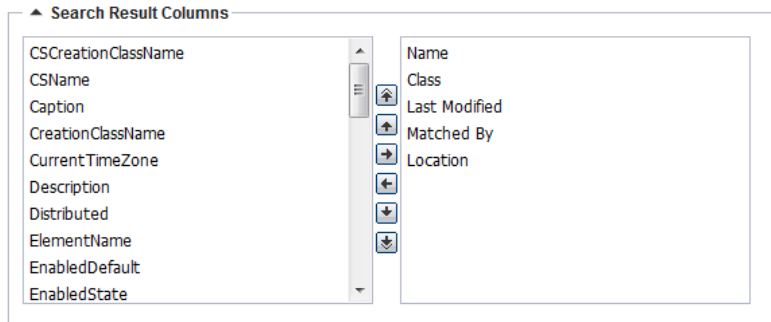 Search Result Columns
CSCreationClassName
CSName
Caption
CreationClassName
CurrentTimeZone
Description
Distributed
ElementName
EnabledDefault
EnabledState
Name
Class
Last Modified
Matched By
Location